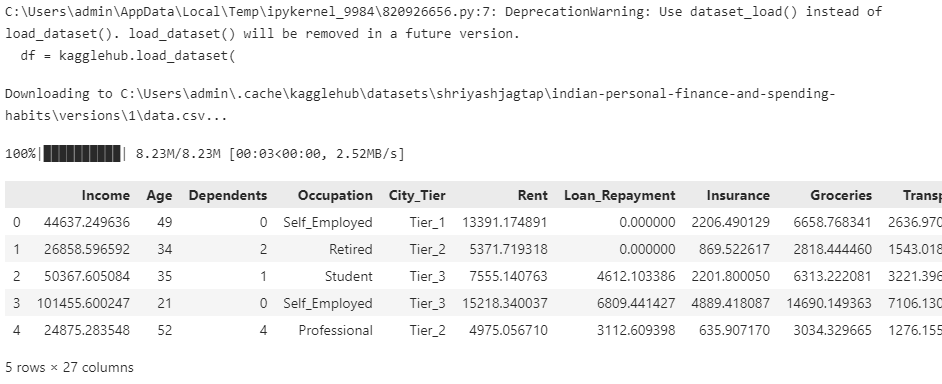 C:\Users\admin\AppData\Local\Temp\ipykernel_9984\820926656.py:7: DeprecationWarning: Use dataset_load() instead of
load_dataset(). load_dataset() will be removed in a future version.
  df = kagglehub.load_dataset(
Downloading to C:\Users\admin\.cache\kagglehub\datasets\shriyashjagtap\indian-personal-finance-and-spending-
habits\versions\1\data.csv...
100%|██████████| 8.23M/8.23M [00:03<00:00, 2.52MB/s]
Income Age Dependents Occupation City_Tier Rent Loan_Repayment Insurance Groceries Transp
0 44637.249636 49 0 Self_Employed Tier_1 13391.174891 0.000000 2206.490129 6658.768341 2636.970
1 26858.596592 34 2 Retired Tier_2 5371.719318 0.000000 869.522617 2818.444460 1543.018
2 50367.605084 35 1 Student Tier_3 7555.140763 4612.103386 2201.800050 6313.222081 3221.396
3 101455.600247 21 0 Self_Employed Tier_3 15218.340037 6809.441427 4889.418087 14690.149363 7106.130
4 24875.283548 52 4 Professional Tier_2 4975.056710 3112.609398 635.907170 3034.329665 1276.155
5 rows × 27 columns